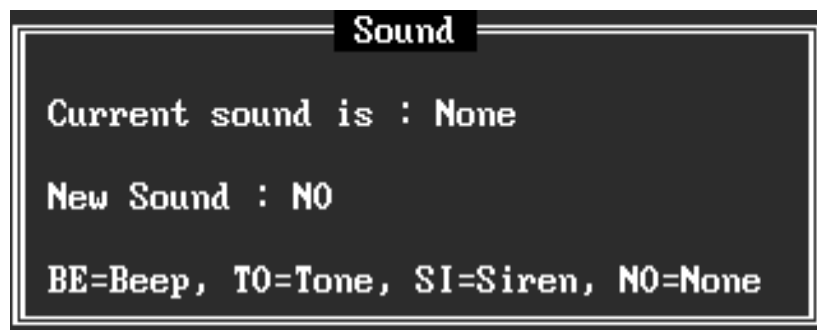 Sound
Current sound is : None
New Sound : NO
BE=Beep, TO=Tone, SI=Siren, NO=None